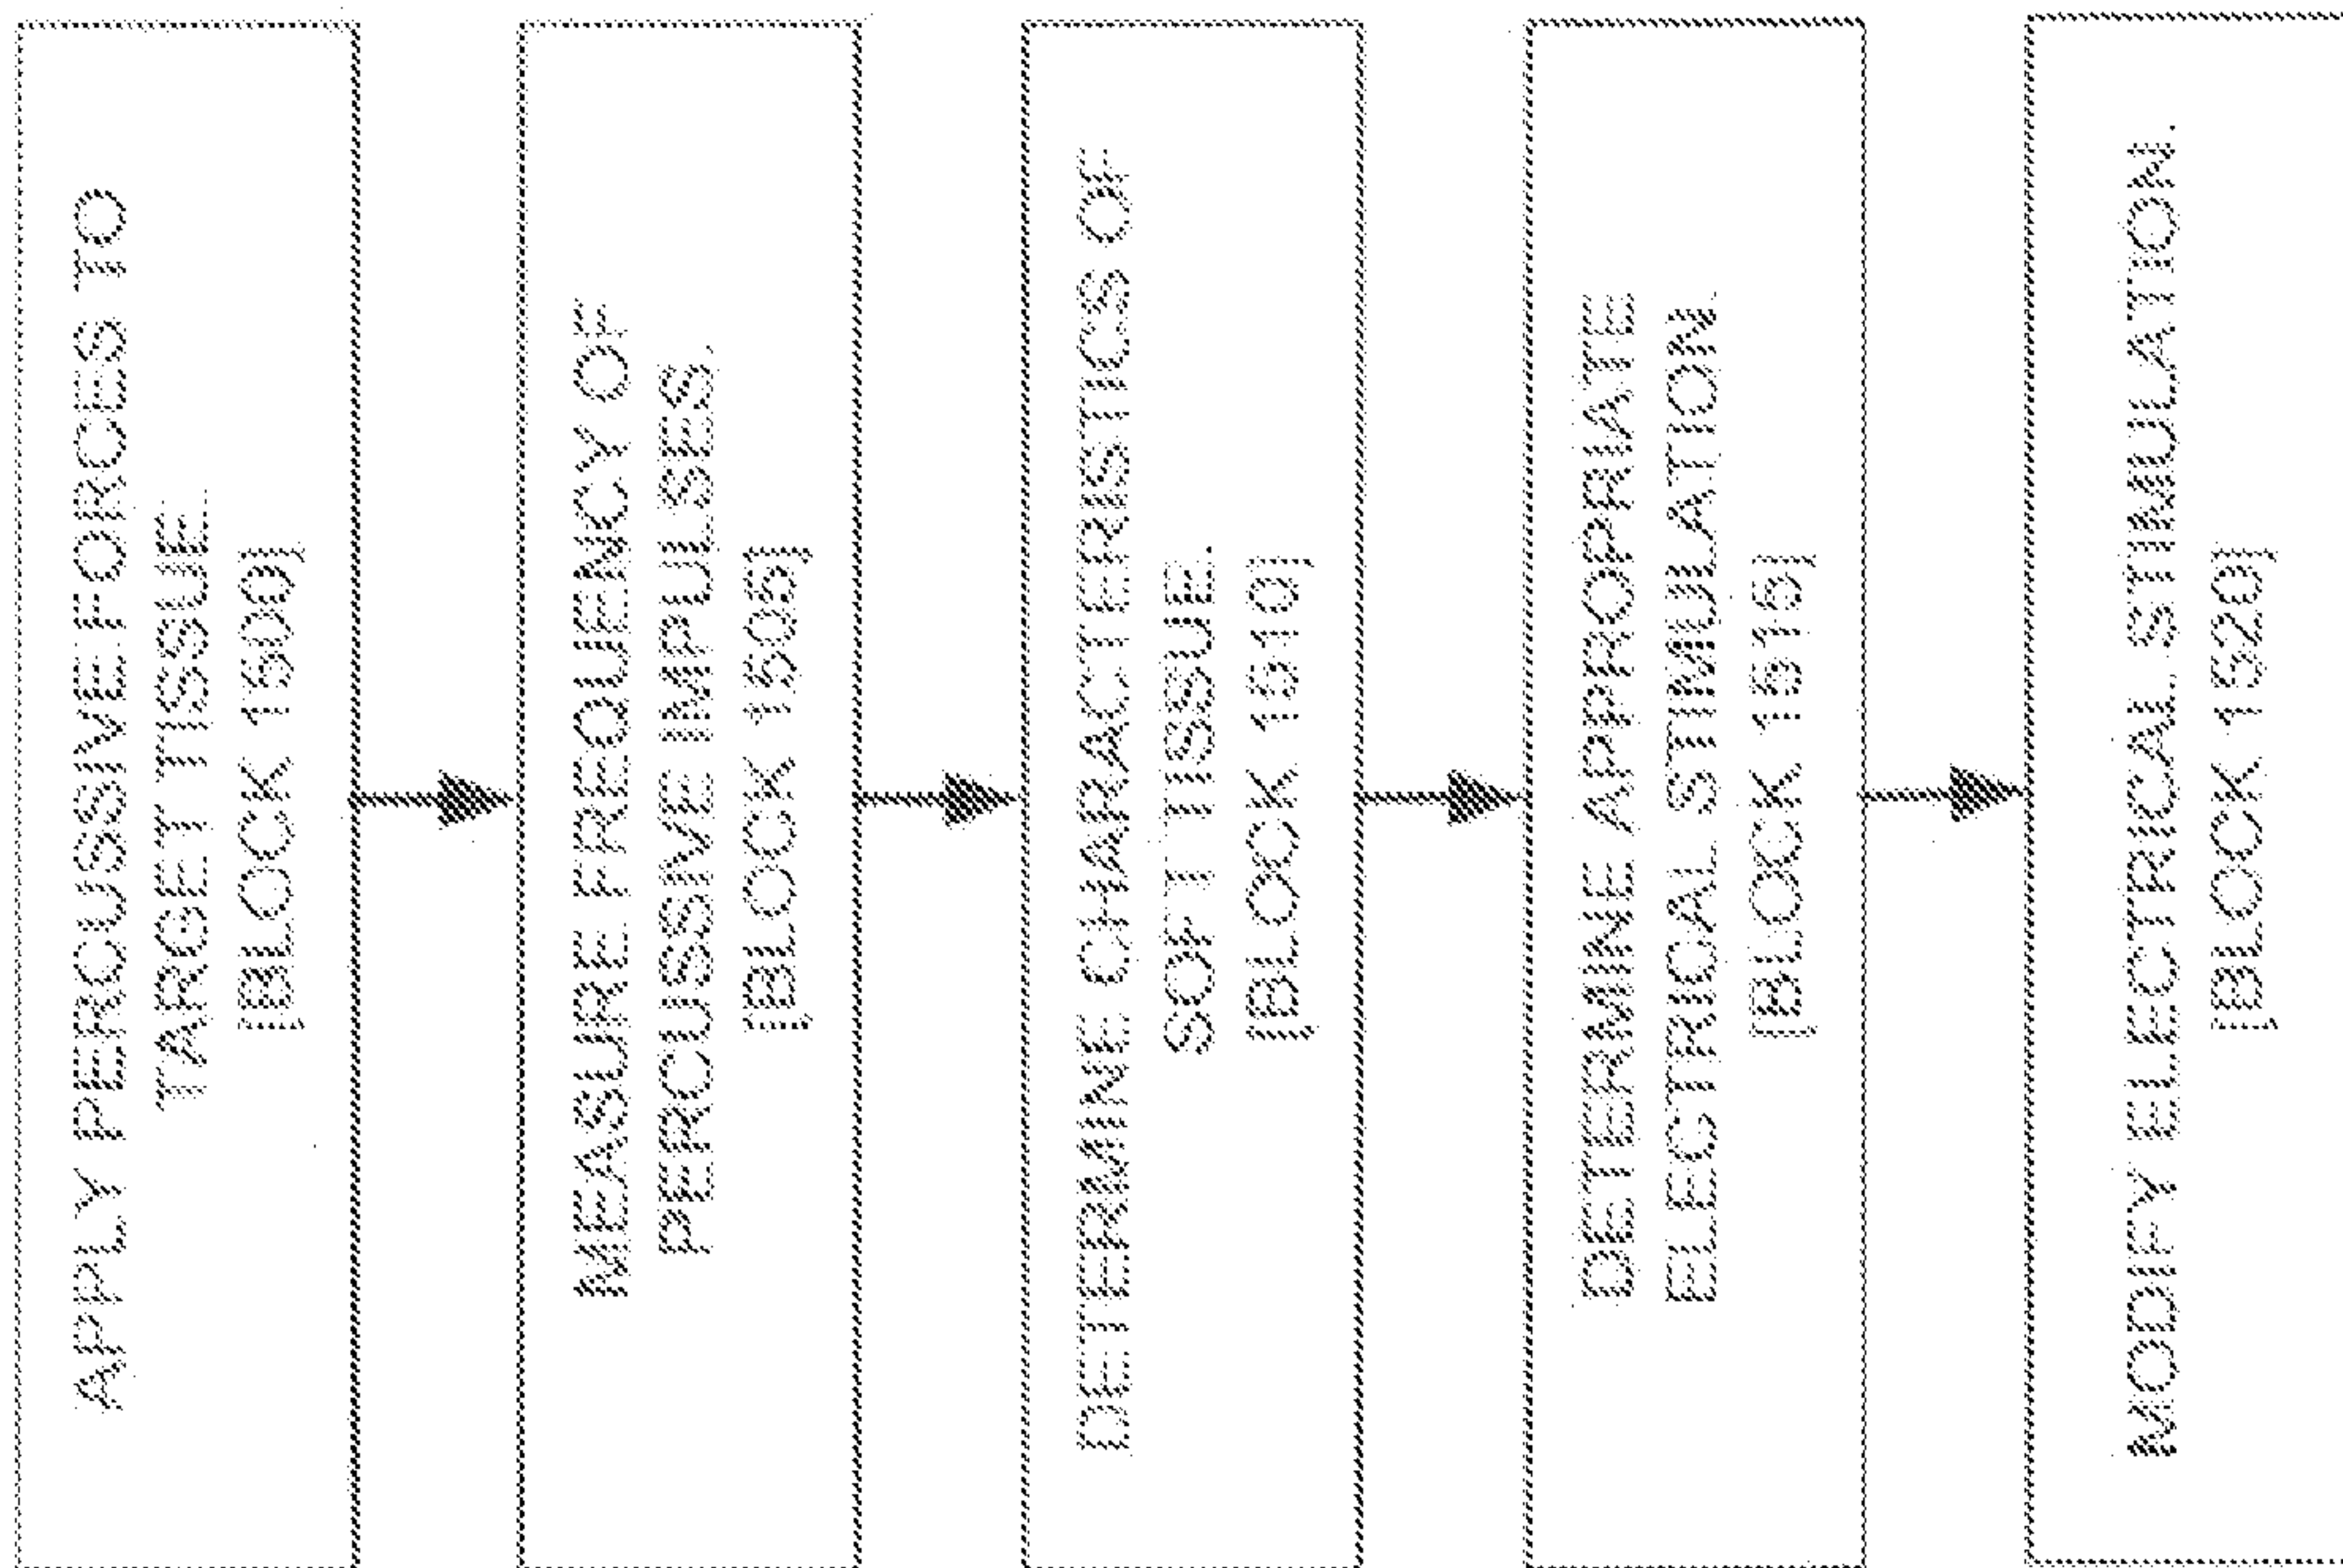 APPLY PERCUSSIVE FORCES TO
TARGET TISSUE.
[BLOCK 1500]
MEASURE FREQUENCY OF
PERCUSSIVE IMPULSES.
[BLOCK 1505]
DETERMINE CHARACTERISTICS OF
SOFT TISSUE.
[BLOCK 1510]
DETERMINE APPROPRIATE
ELECTRICAL STIMULATION.
[BLOCK 1515]
MODIFY ELECTRICAL STIMULATION.
[BLOCK 1520]